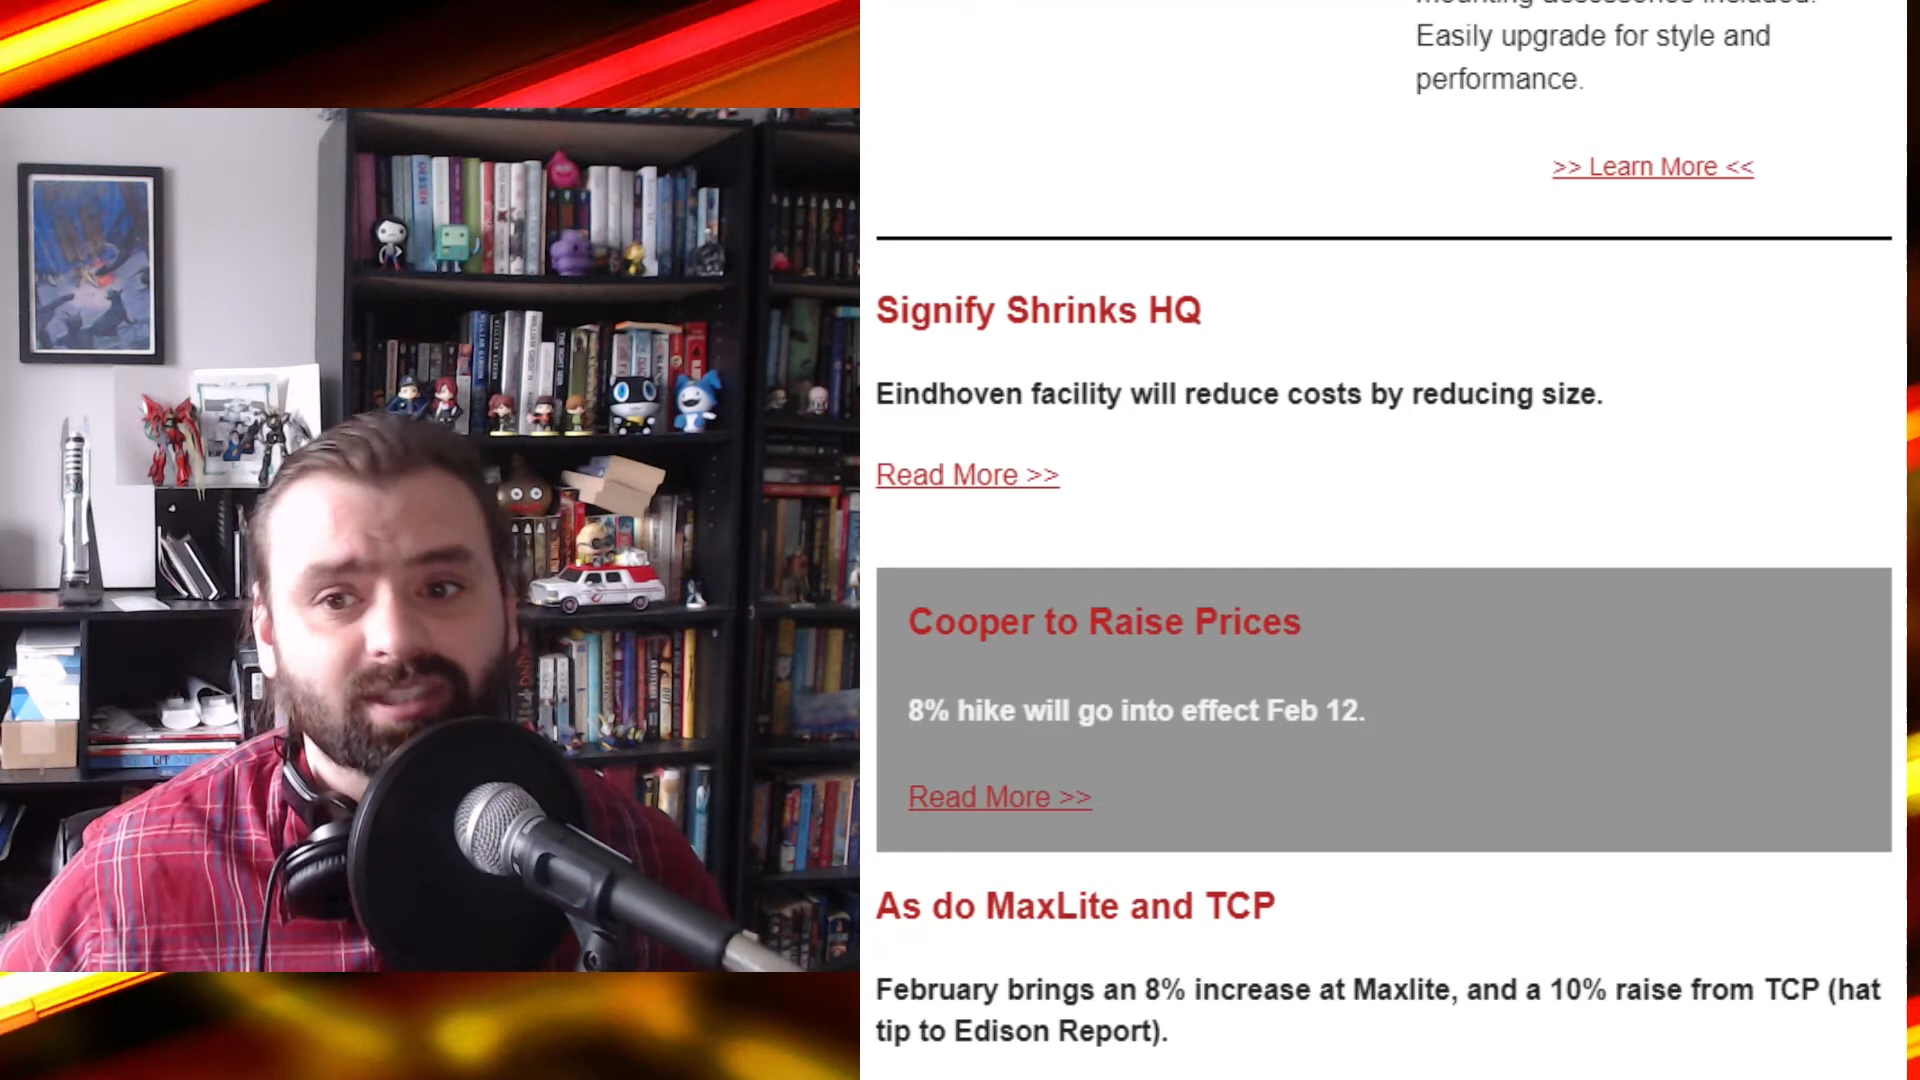 Easily upgrade for style and
performance.
>> Learn More <<
Signify Shrinks HQ
Eindhoven facility will reduce costs by reducing size.
Read More >>
Cooper to Raise Prices
8% hike will go into effect Feb 12.
Read More >>
As do MaxLite and TCP
February brings an 8% increase at Maxlite, and a 10% raise from TCP (hat
tip to Edison Report).